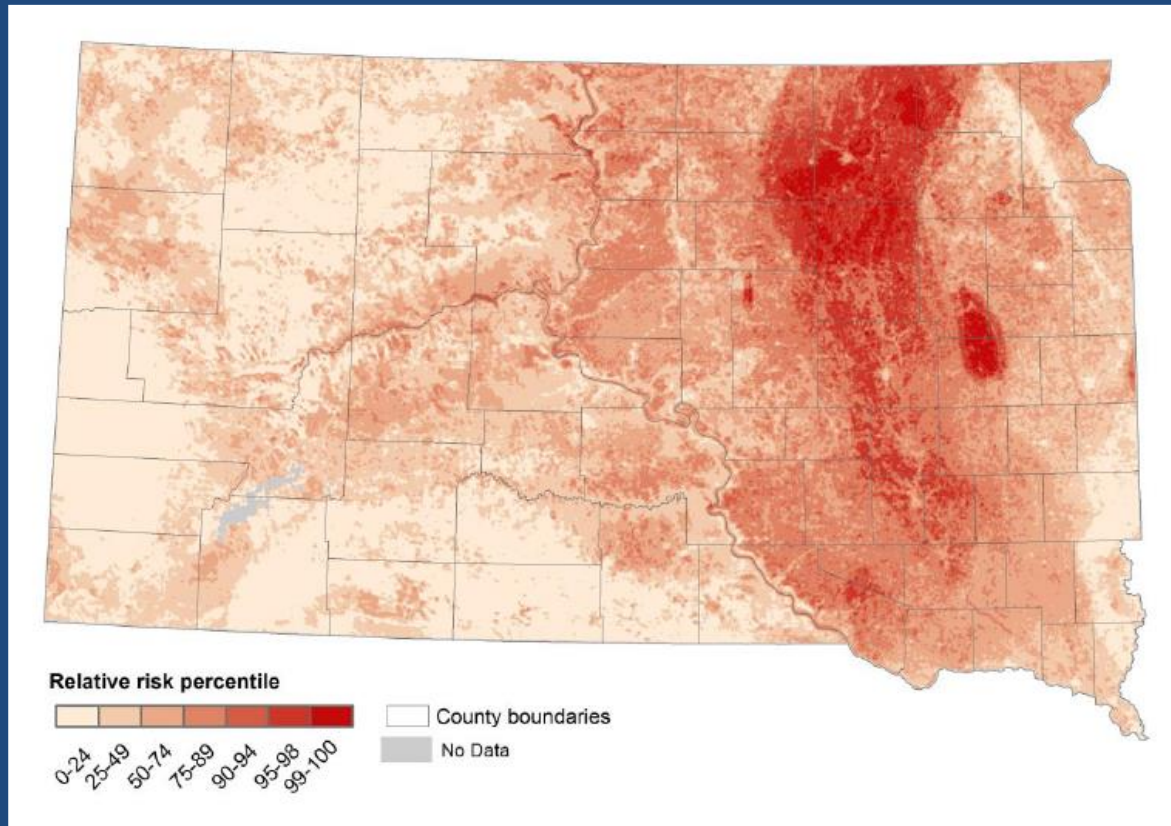 Relative risk percentile
0-24
25-49
50-74
75-89
90-94
95-98
99-100
County boundaries
No Data